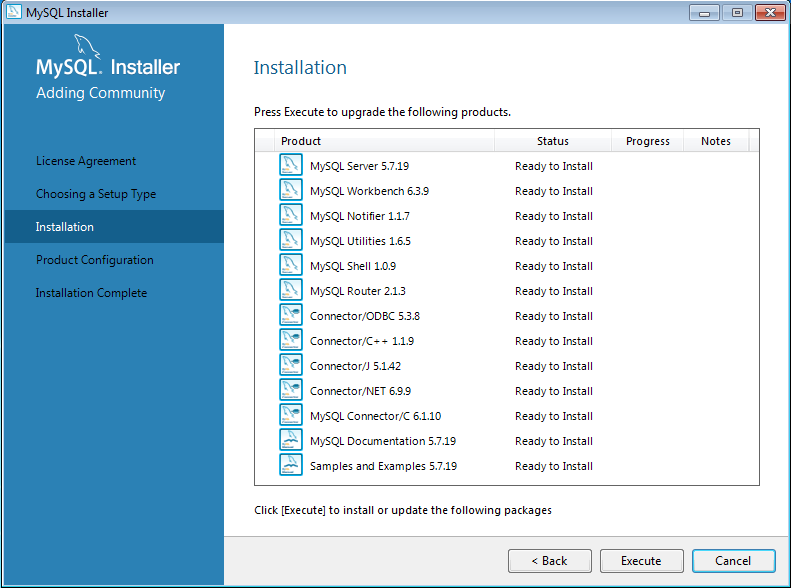 MySQL Installer
MySQL. Installer
Adding Community
License Agreement
Choosing a Setup Type
Installation
Product Configuration
Installation Complete
Installation
Press Execute to upgrade the following products.
Product Status Progress Notes
MySQL Server 5.7.19 Ready to Install
MySQL Workbench 6.3.9 Ready to Install
MySQL Notifier 1.1.7 Ready to Install
MySQL Utilities 1.6.5 Ready to Install
MySQL Shell 1.0.9 Ready to Install
MySQL Router 2.1.3 Ready to Install
Connector/ODBC 5.3.8 Ready to Install
Connector/C++ 1.1.9 Ready to Install
Connector/J 5.1.42 Ready to Install
Connector/NET 6.9.9 Ready to Install
MySQL Connector/C 6.1.10 Ready to Install
MySQL Documentation 5.7.19 Ready to Install
Samples and Examples 5.7.19 Ready to Install
Click [Execute] to install or update the following packages
< Back Execute Cancel